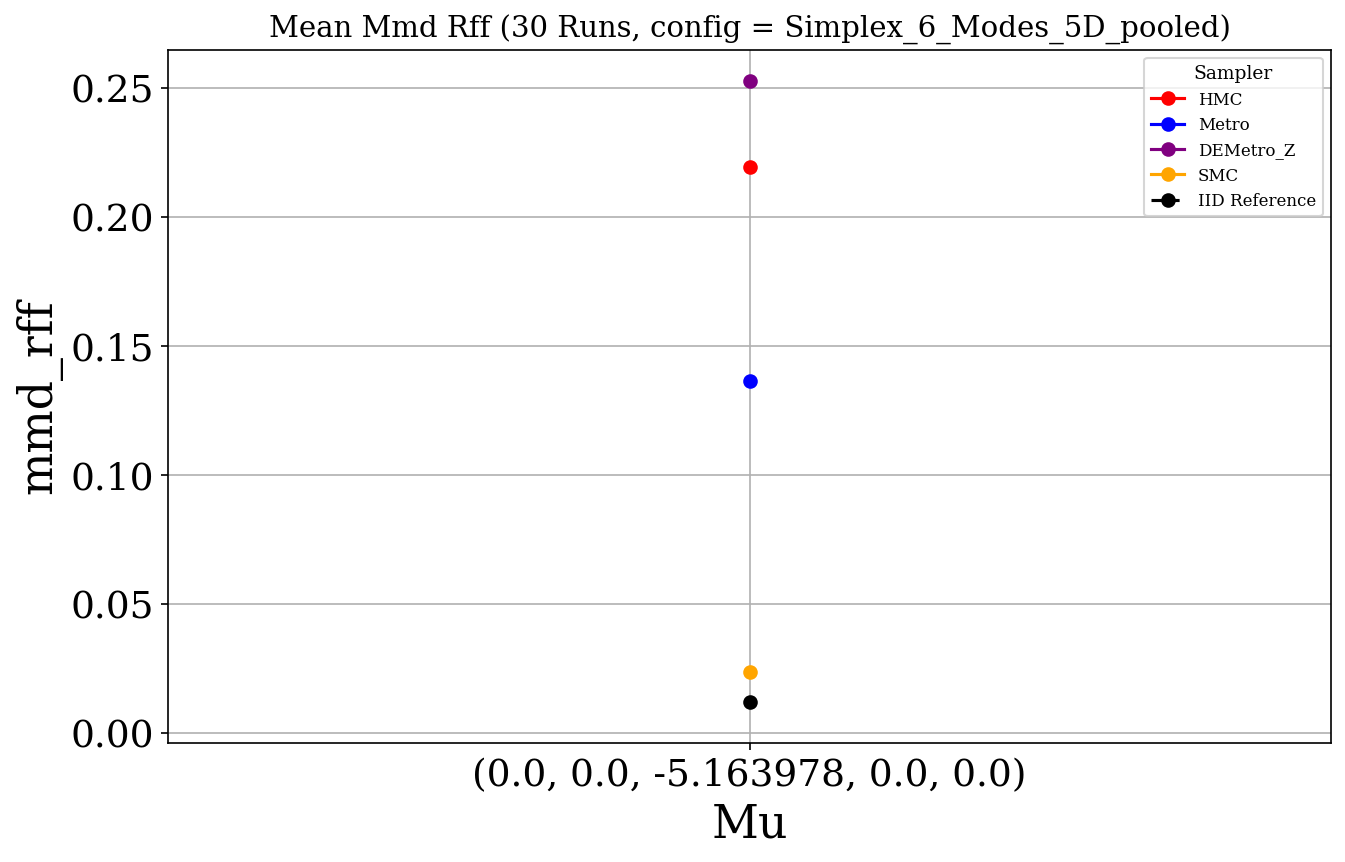 Mean Mmd Rff (30 Runs, config = Simplex_6_Modes_5D_pooled)
mmd_rff
0.25
0.20
0.15
0.10
0.05
0.00
Sampler
HMC
Metro
DEMetro_Z
SMC
IID Reference
(0.0, 0.0, -5.163978, 0.0, 0.0)
Mu